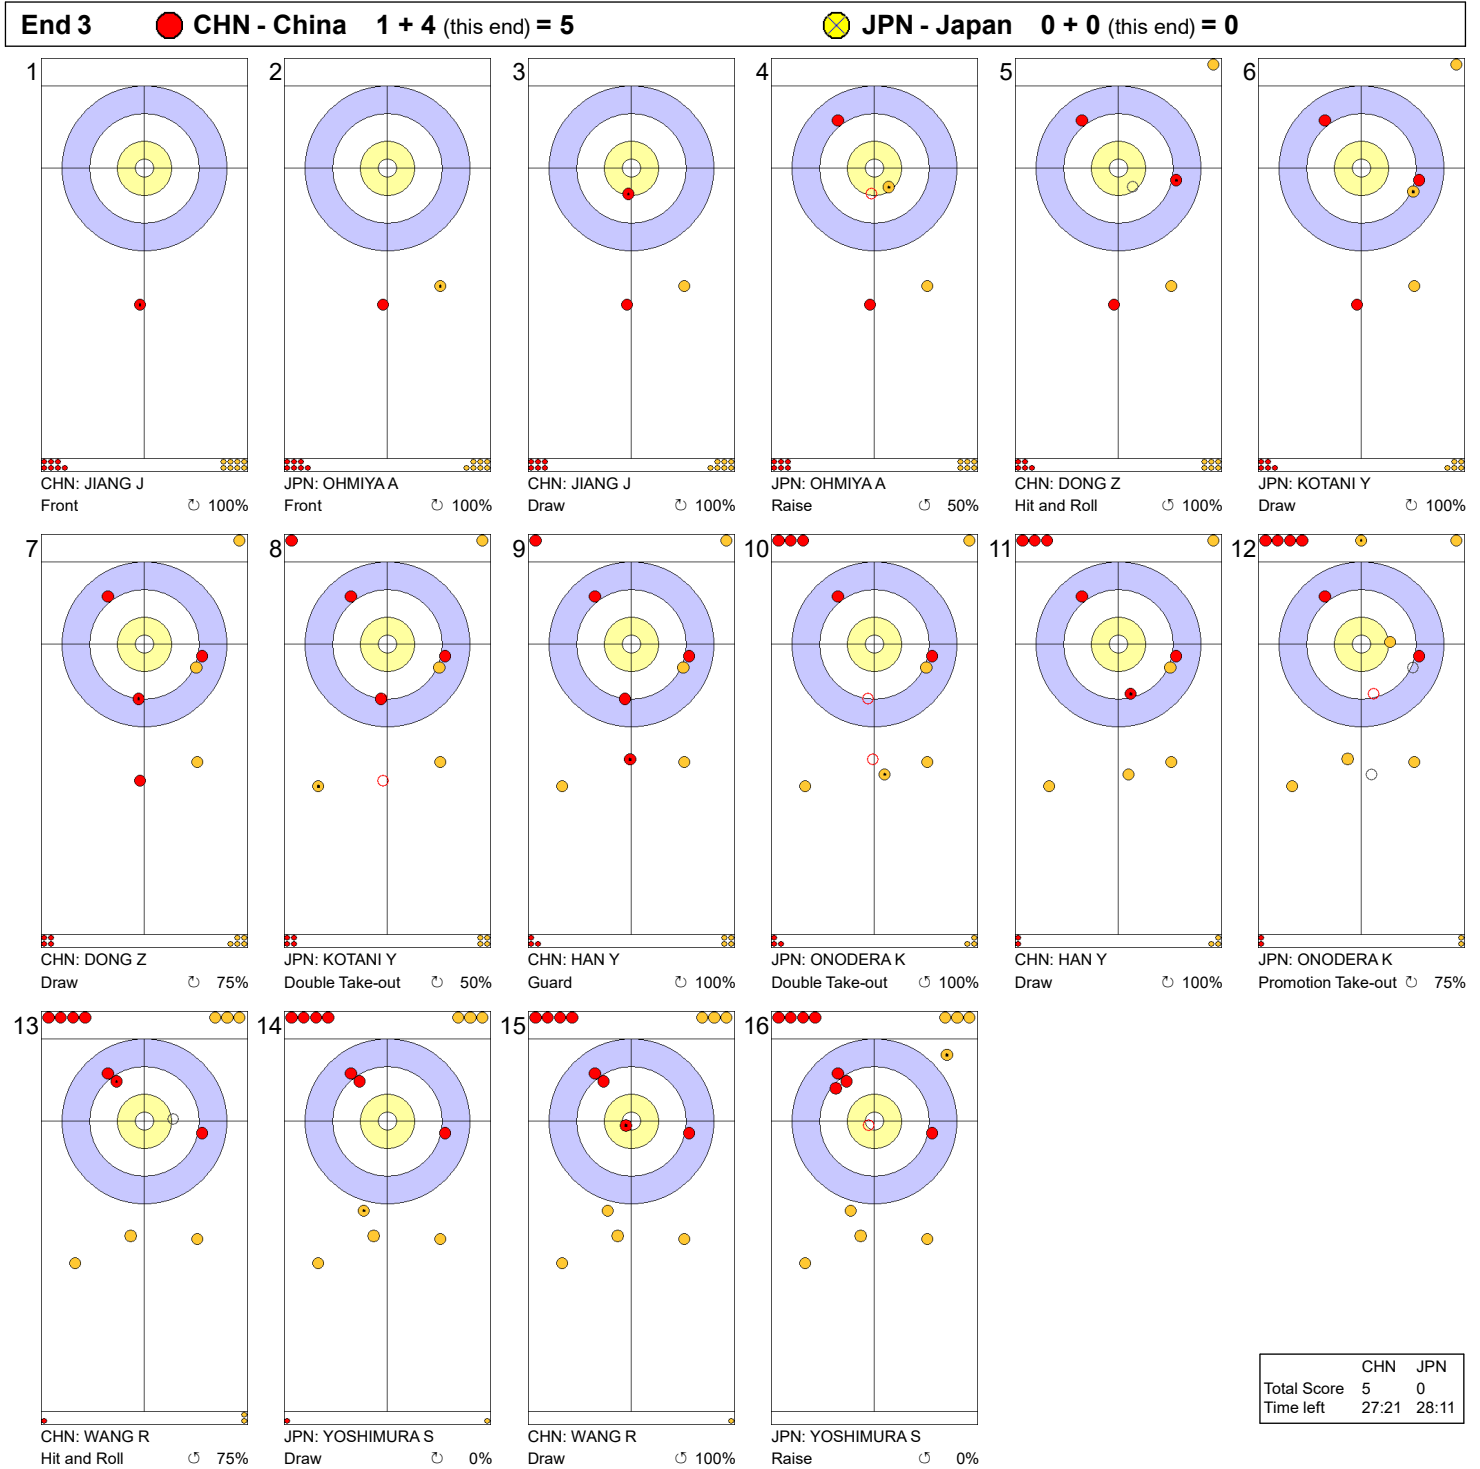 End 3 CHN - China 1 + 4 (this end) = 5 JPN - Japan 0 + 0 (this end) = 0
1 2 3 4 5 6
CHN: JIANG J JPN: OHMIYA A CHN: JIANG J JPN: OHMIYA A CHN: DONG Z JPN: KOTANI Y
Front ↻ 100% Front ↻ 100% Draw ↻ 100% Raise ↺ 50% Hit and Roll ↺ 100% Draw ↻ 100%
7 8 9 10 11 12
CHN: DONG Z JPN: KOTANI Y CHN: HAN Y JPN: ONODERA K CHN: HAN Y JPN: ONODERA K
Draw ↻ 75% Double Take-out ↻ 50% Guard ↻ 100% Double Take-out ↺ 100% Draw ↻ 100% Promotion Take-out ↻ 75%
13 14 15 16
CHN: WANG R JPN: YOSHIMURA S CHN: WANG R JPN: YOSHIMURA S
Hit and Roll ↺ 75% Draw ↻ 0% Draw ↺ 100% Raise ↺ 0%
CHN JPN
Total Score 5 0
Time left 27:21 28:11